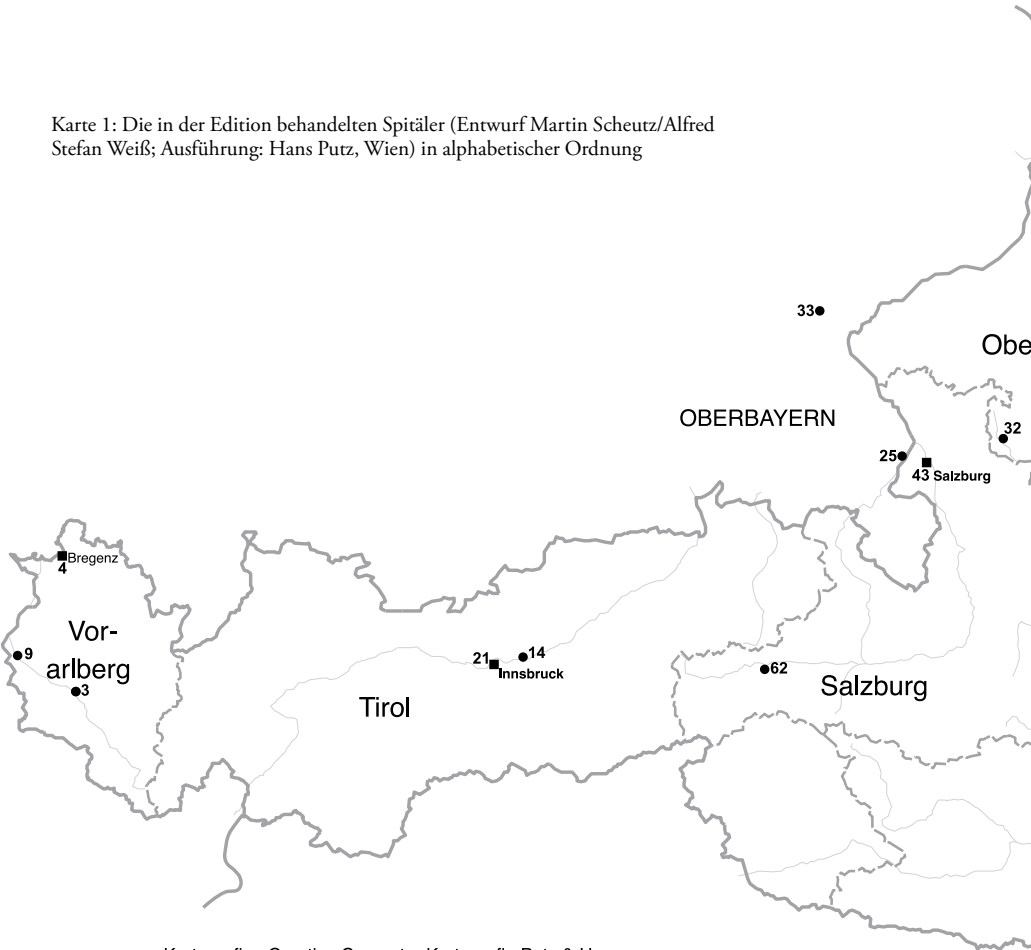 Karte 1: Die in der Edition behandelten Spitäler (Entwurf Martin Scheutz/Alfred
Stefan Weiß; Ausführung: Hans Putz, Wien) in alphabetischer Ordnung
33
Obe
OBERBAYERN
32
25
43 Salzburg
Bregenz
4
Vor-
arlberg
9
3
21
14
Innsbruck
Tirol
62
Salzburg